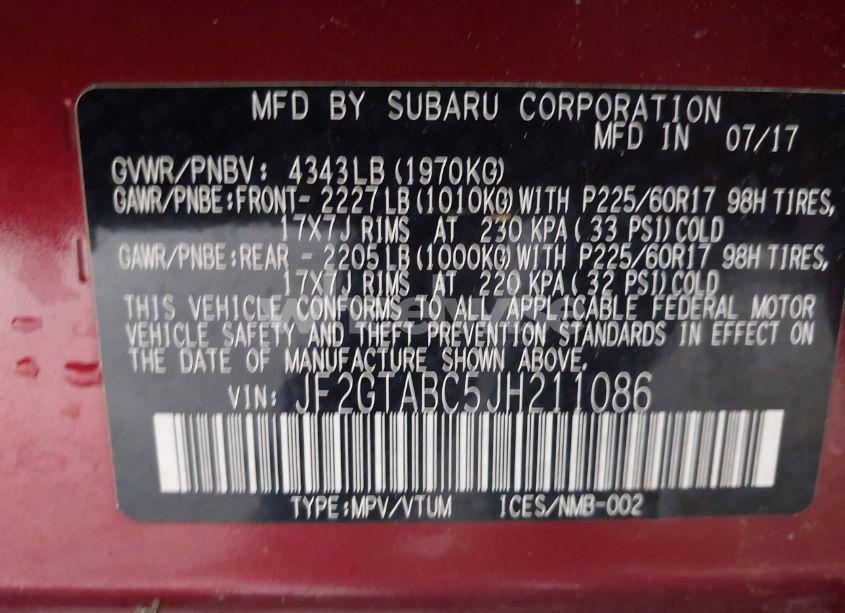 MFD BY SUBARU CORPORATION
MFD IN 07/17
GVWR/PNBV: 4343LB (1970KG)
GAWR/PNBE:FRONT- 2227LB (1010KG) WITH P225/60R17 98H TIRES,
17X7J RIMS AT 230 KPA( 33 PSI)COLD
GAWR/PNBE:REAR - 2205LB (1000KG) WITH P225/60R17 98H TIRES,
17X7J RIMS AT 220 KPA( 32 PSI)COLD
THIS VEHICLE CONFORMS TO ALL APPLICABLE FEDERAL MOTOR
VEHICLE SAFETY AND THEFT PREVENTION STANDARDS IN EFFECT ON
THE DATE OF MANUFACTURE SHOWN ABOVE.
VIN: JF2GTABC5JH211086
TYPE:MPV/VTUM ICES/NMB-002